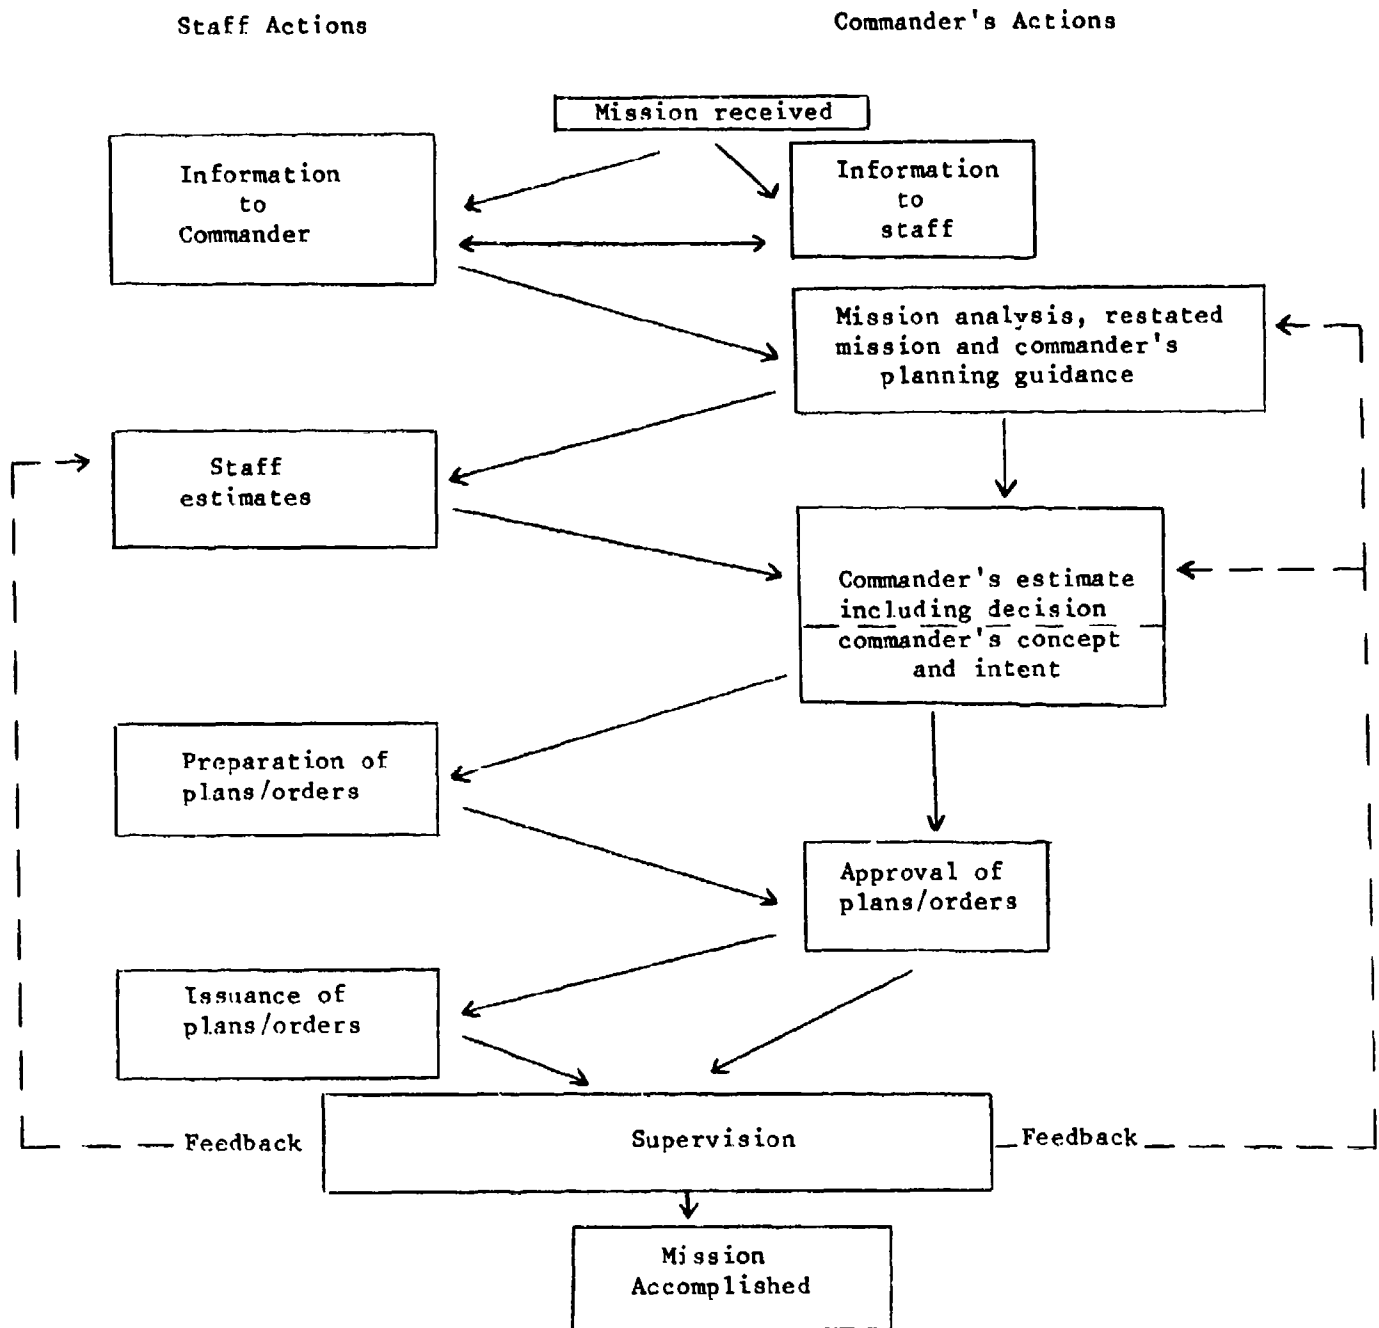 Staff Actions
Commander's Actions
Mission received
Information
to
Commander
Information
to
staff
Mission analysis, restated
mission and commander's
planning guidance
Staff
estimates
Commander's estimate
including decision
commander's concept
and intent
Preparation of
plans/orders
Approval of
plans/orders
Issuance of
plans/orders
Feedback
Supervision
Feedback
Mission
Accomplished